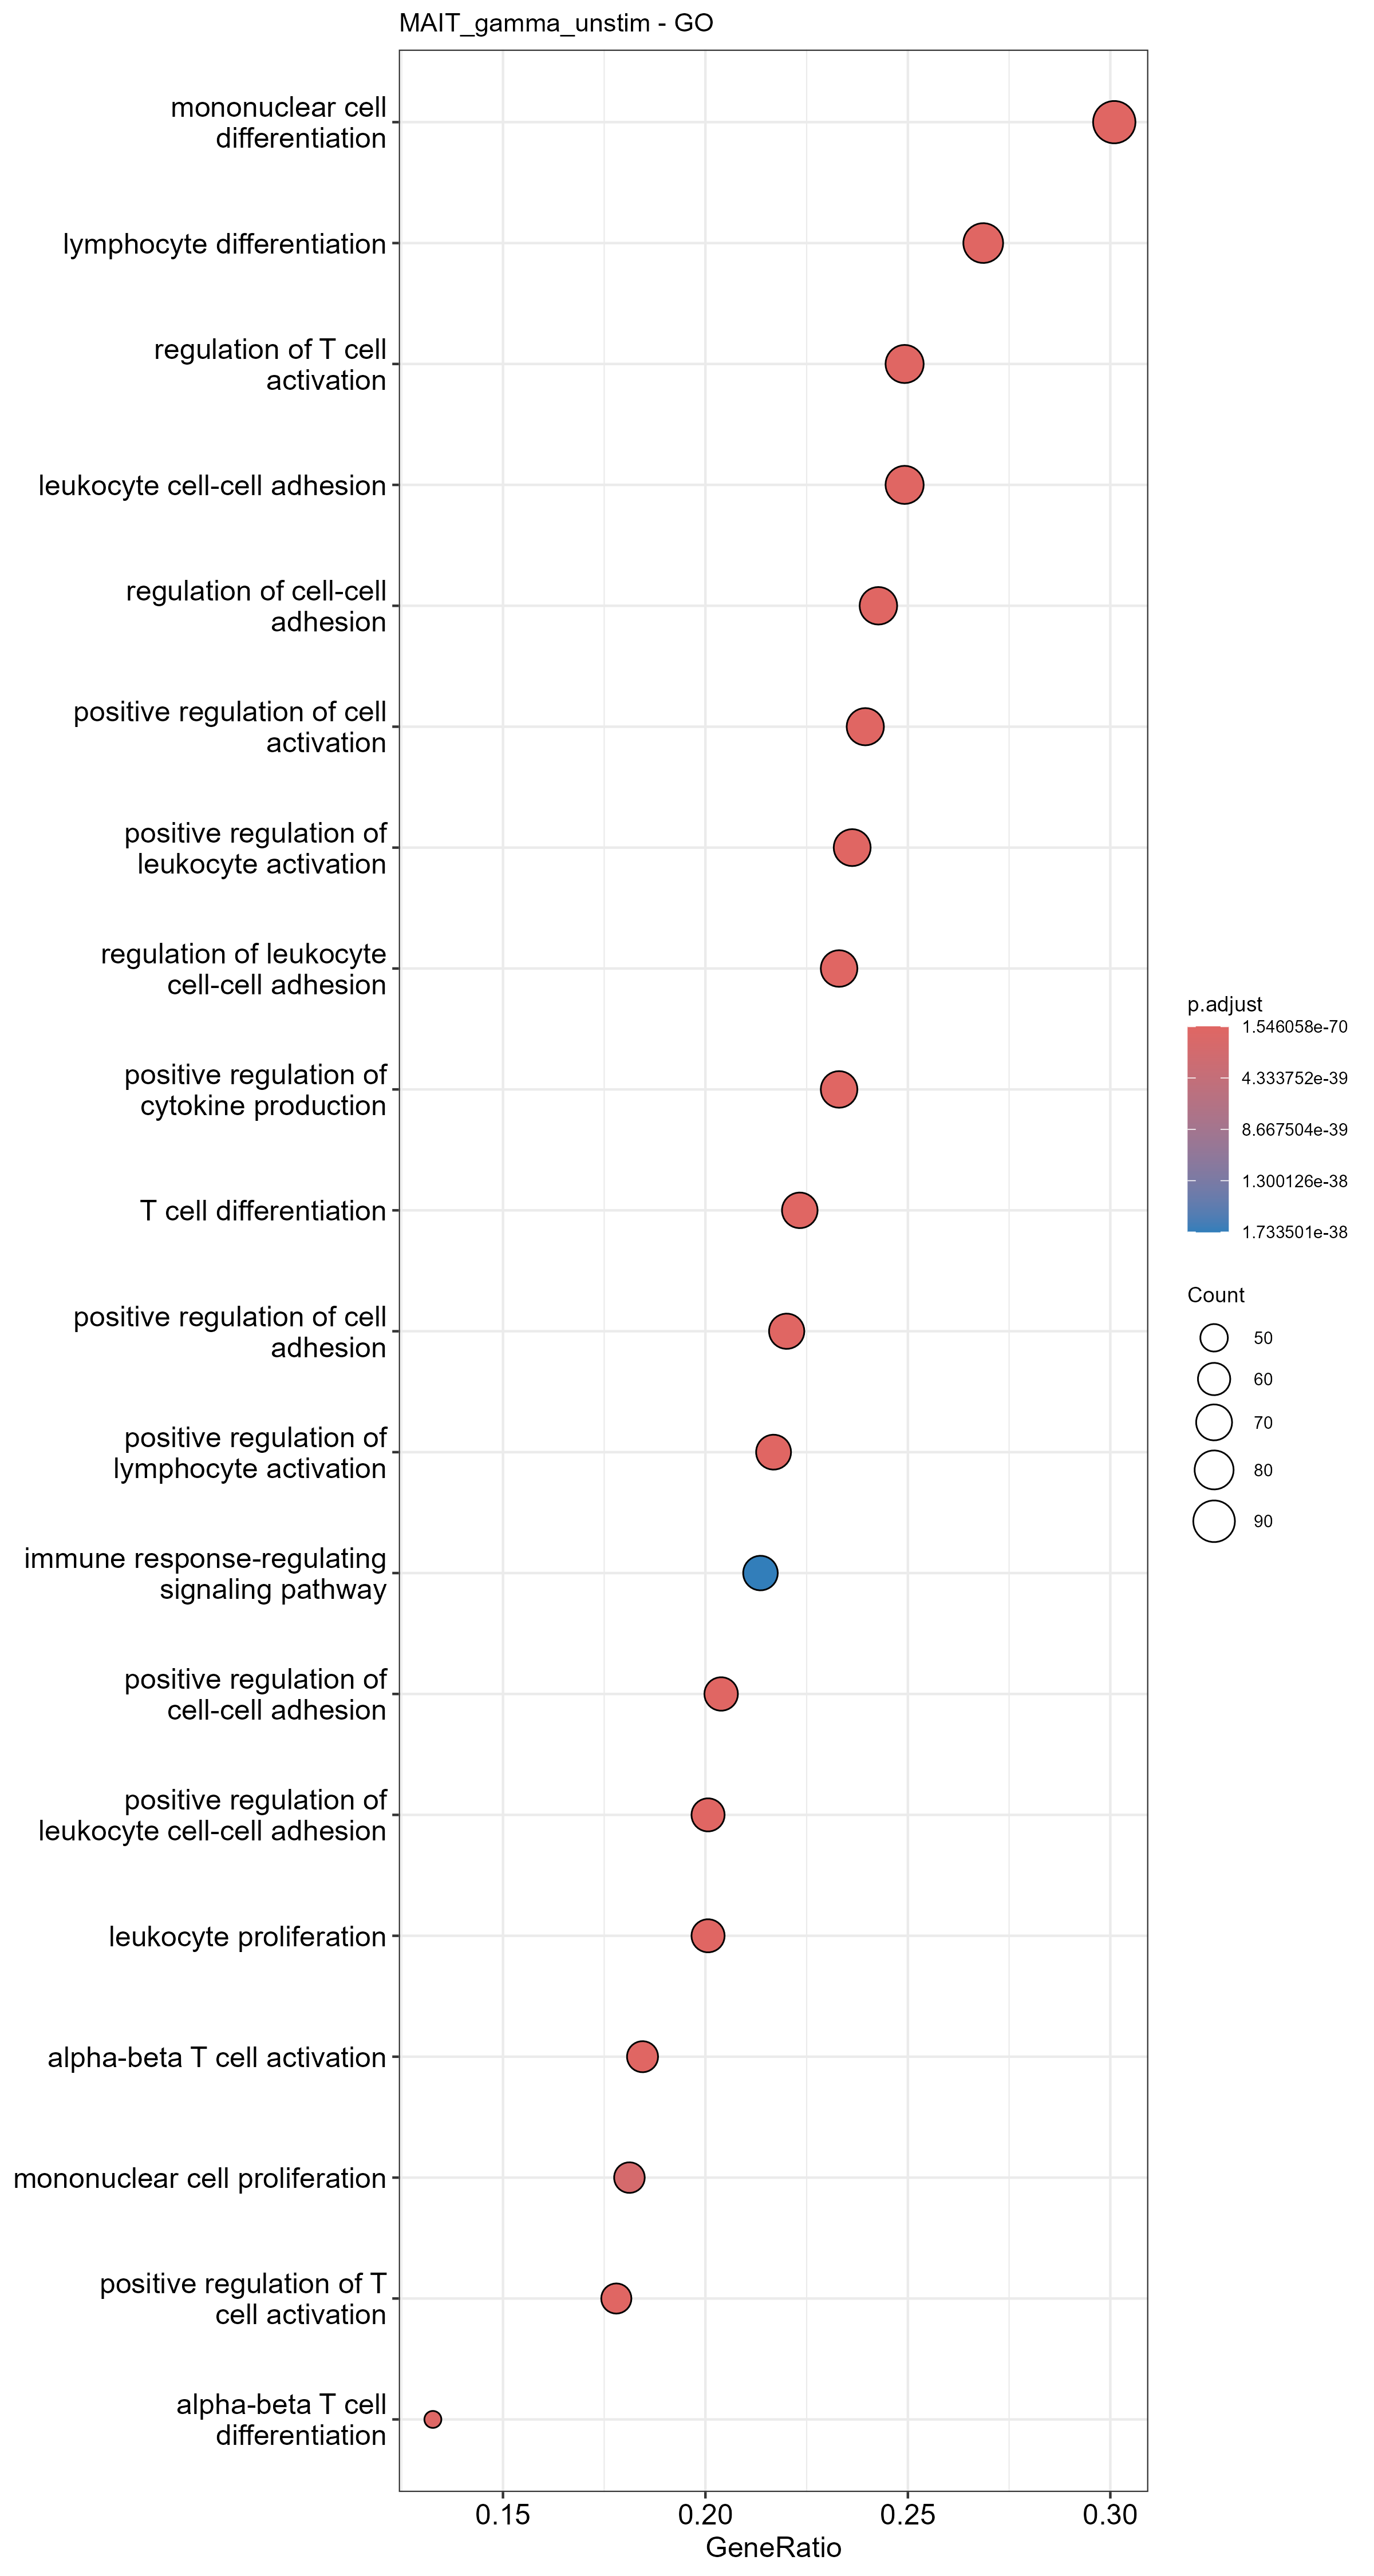 MAIT_gamma_unstim - GO
mononuclear cell
differentiation
lymphocyte differentiation
regulation of T cell
activation
leukocyte cell-cell adhesion
regulation of cell-cell
adhesion
positive regulation of cell
activation
positive regulation of
leukocyte activation
regulation of leukocyte
cell-cell adhesion
positive regulation of
cytokine production
T cell differentiation
positive regulation of cell
adhesion
positive regulation of
lymphocyte activation
immune response-regulating
signaling pathway
positive regulation of
cell-cell adhesion
positive regulation of
leukocyte cell-cell adhesion
leukocyte proliferation
alpha-beta T cell activation
mononuclear cell proliferation
positive regulation of T
cell activation
alpha-beta T cell
differentiation
0.15
0.20
0.25
0.30
GeneRatio
p.adjust
1.546058e-70
4.333752e-39
8.667504e-39
1.300126e-38
1.733501e-38
Count
50
60
70
80
90